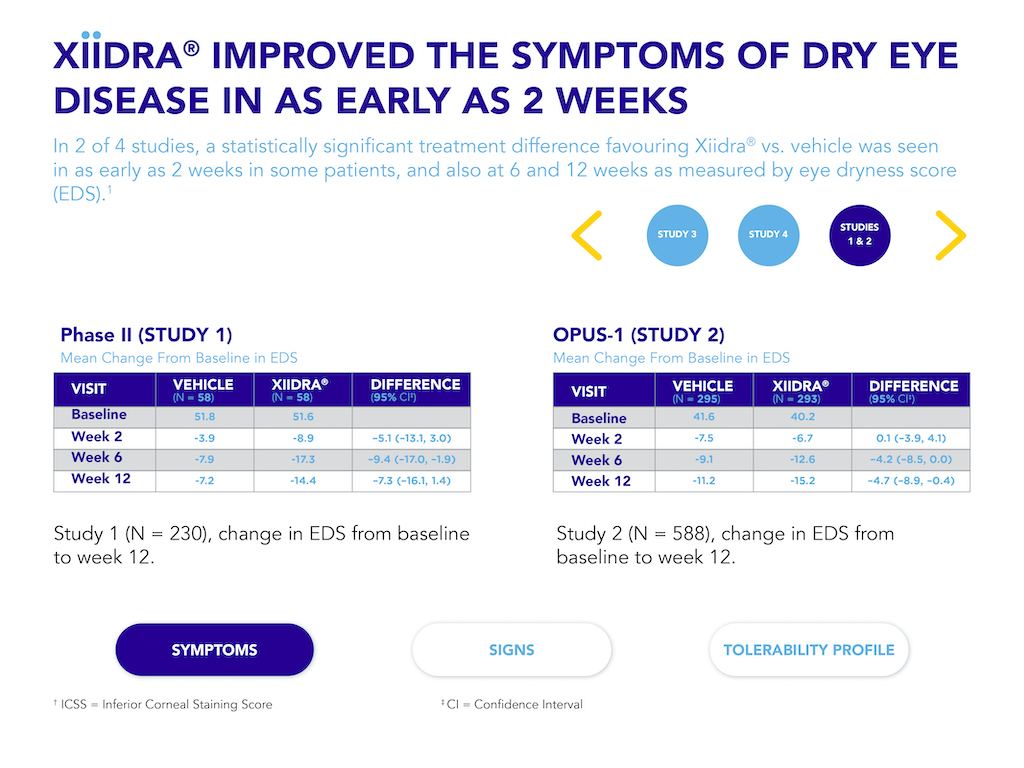 XÏÏDRA® IMPROVED THE SYMPTOMS OF DRY EYE
DISEASE IN AS EARLY AS 2 WEEKS
In 2 of 4 studies, a statistically significant treatment difference favouring Xiidra® vs. vehicle was seen
in as early as 2 weeks in some patients, and also at 6 and 12 weeks as measured by eye dryness score
(EDS).¹
STUDY 3
STUDY 4
STUDIES
1 & 2
Phase II (STUDY 1)
Mean Change From Baseline in EDS
VISIT VEHICLE (N = 58) XIIDRA® (N = 58) DIFFERENCE (95% CI‡)
Baseline 51.8 51.6
Week 2 -3.9 -8.9 –5.1 (–13.1, 3.0)
Week 6 -7.9 -17.3 –9.4 (–17.0, –1.9)
Week 12 -7.2 -14.4 –7.3 (–16.1, 1.4)
Study 1 (N = 230), change in EDS from baseline
to week 12.
OPUS-1 (STUDY 2)
Mean Change From Baseline in EDS
VISIT VEHICLE (N = 295) XIIDRA® (N = 293) DIFFERENCE (95% CI‡)
Baseline 41.6 40.2
Week 2 -7.5 -6.7 0.1 (–3.9, 4.1)
Week 6 -9.1 -12.6 –4.2 (–8.5, 0.0)
Week 12 -11.2 -15.2 –4.7 (–8.9, –0.4)
Study 2 (N = 588), change in EDS from
baseline to week 12.
SYMPTOMS
SIGNS
TOLERABILITY PROFILE
† ICSS = Inferior Corneal Staining Score
‡ CI = Confidence Interval